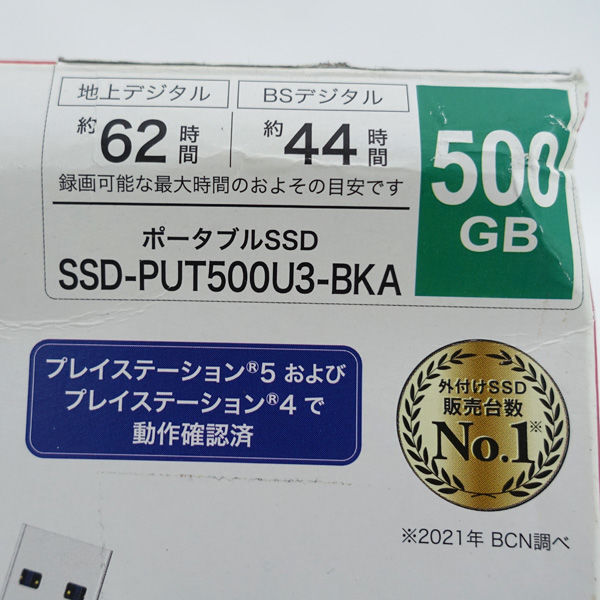 地上デジタル
BSデジタル
約62時間
約44時間
録画可能な最大時間のおよその目安です
500
GB
ポータブルSSD
SSD-PUT500U3-BKA
プレイステーション®5 および
プレイステーション®4 で
動作確認済
外付けSSD
販売台数
No.1※
※2021年 BCN調べ